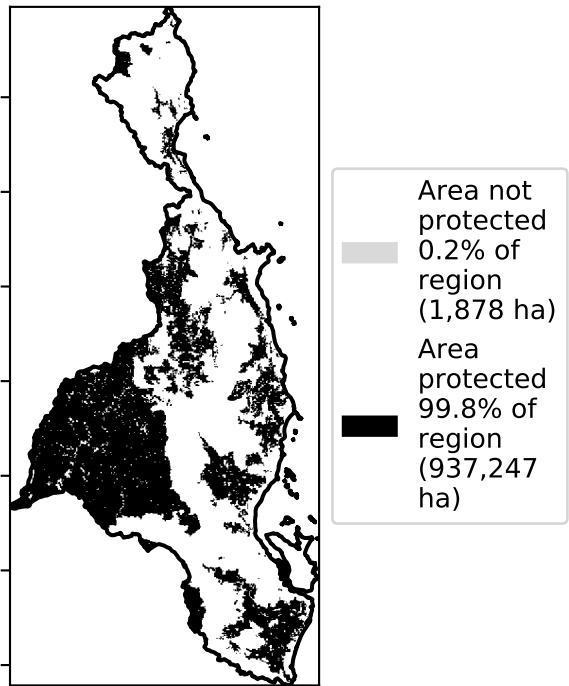 Area not
protected
0.2% of
region
(1,878 ha)
Area
protected
99.8% of
region
(937,247
ha)